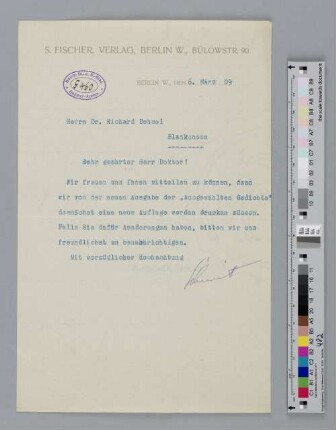 S. FISCHER, VERLAG, BERLIN W., BÜLOWSTR. 90.
BERLIN W., DEN 6. März 09
Herrn Dr. Richard Dehmel
Blankenese
Sehr geehrter Herr Doktor!
Wir freuen uns Ihnen mitteilen zu können, dass
wir von der neuen Ausgabe der „Ausgewählten Gedichte"
demnächst eine neue Auflage werden drucken müssen.
Falls Sie dafür Aenderungen haben, bitten wir uns
freundlichst zu benachrichtigen.
Mit vorzüglicher Hochachtung